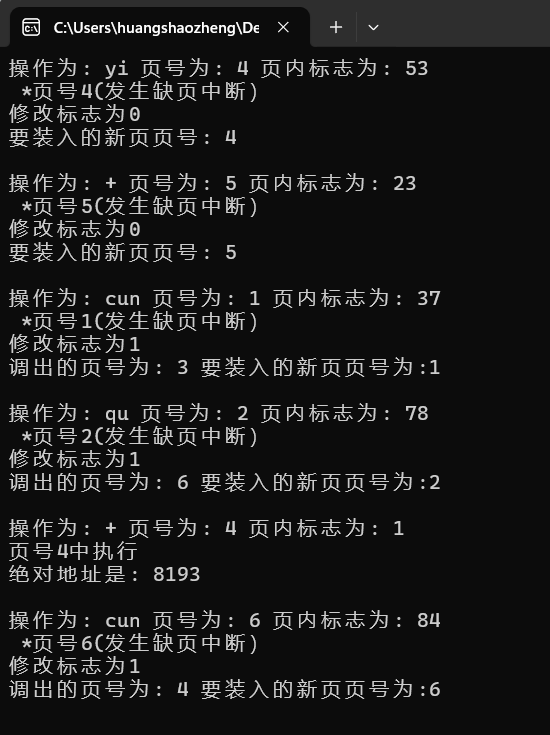 C:\Users\huangshaozheng\De
操作为: yi 页号为: 4 页内标志为: 53
*页号4(发生缺页中断)
修改标志为0
要装入的新页页号: 4
操作为: + 页号为: 5 页内标志为: 23
*页号5(发生缺页中断)
修改标志为0
要装入的新页页号: 5
操作为: cun 页号为: 1 页内标志为: 37
*页号1(发生缺页中断)
修改标志为1
调出的页号为: 3 要装入的新页页号为:1
操作为: qu 页号为: 2 页内标志为: 78
*页号2(发生缺页中断)
修改标志为1
调出的页号为: 6 要装入的新页页号为:2
操作为: + 页号为: 4 页内标志为: 1
页号4中执行
绝对地址是: 8193
操作为: cun 页号为: 6 页内标志为: 84
*页号6(发生缺页中断)
修改标志为1
调出的页号为: 4 要装入的新页页号为:6